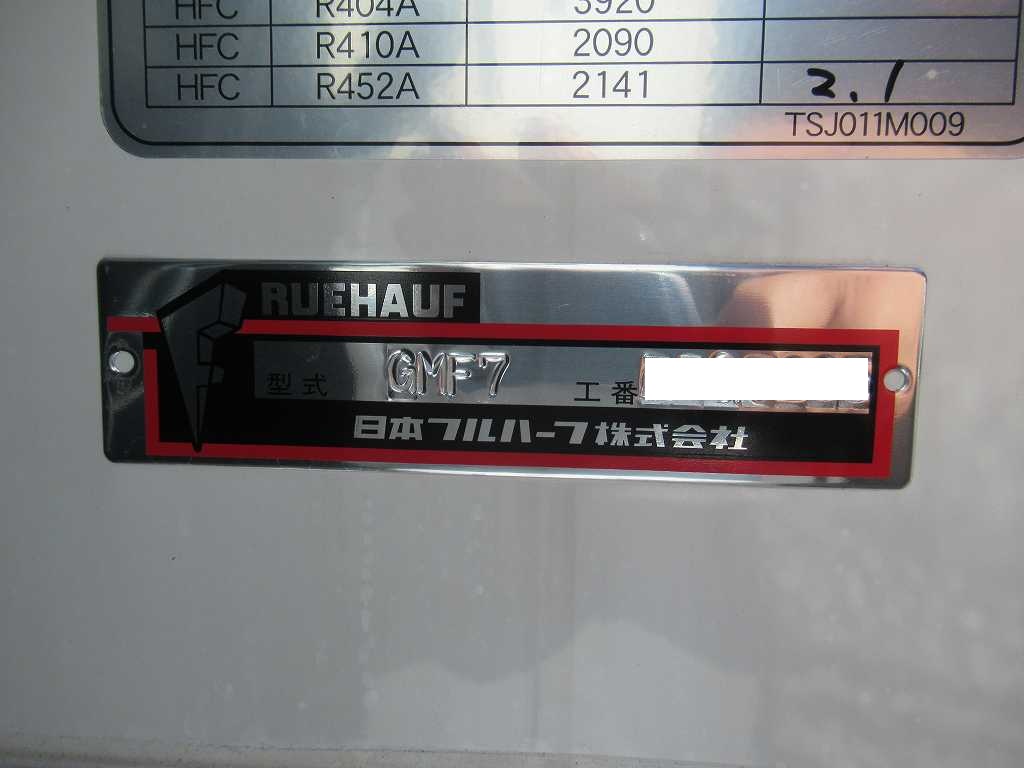 HFC R404A 3920
HFC R410A 2090
HFC R452A 2141 2.1
TSJ011M009
RUEHAUF
型式 GMF7 工番
日本フルハーフ株式会社